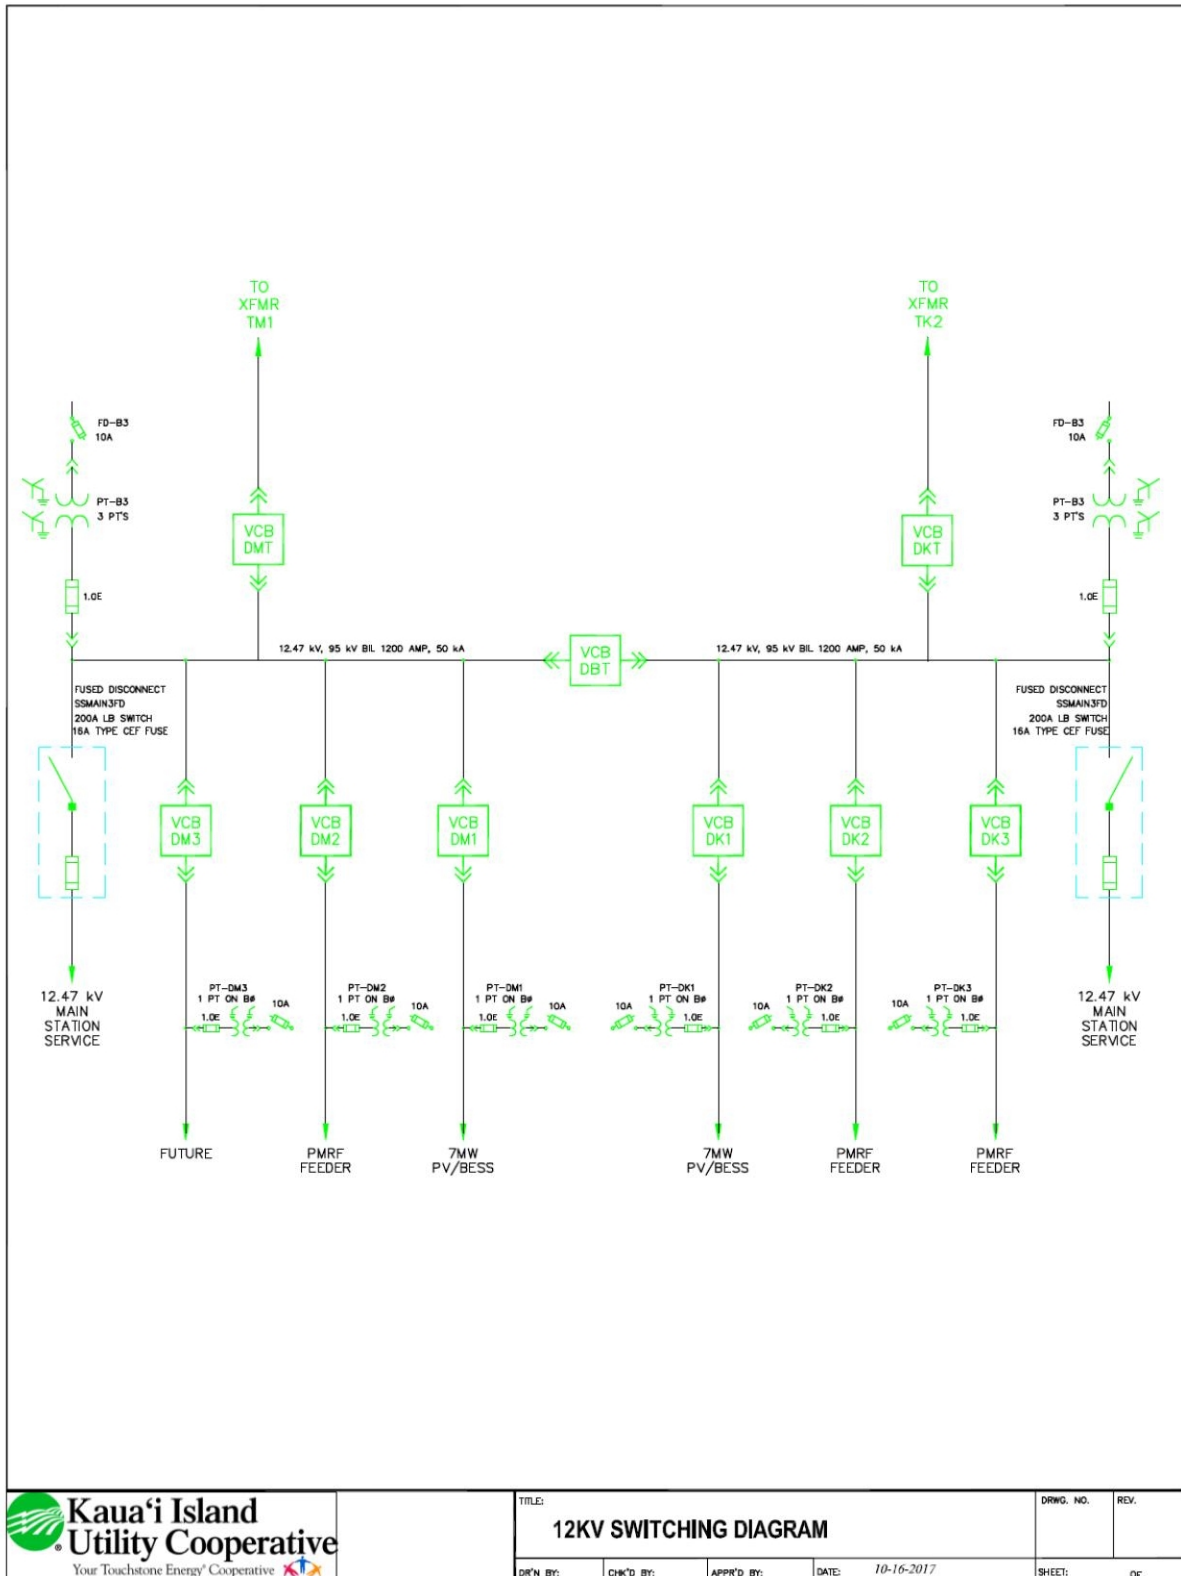 TO
XFMR
TM1
TO
XFMR
TK2
FD-B3
10A
FD-B3
10A
PT-B3
3 PT'S
PT-B3
3 PT'S
VCB
DMT
VCB
DKT
1.0E
1.0E
12.47 kV, 95 kV BIL 1200 AMP, 50 kA
VCB
DBT
12.47 kV, 95 kV BIL 1200 AMP, 50 kA
FUSED DISCONNECT
SSMAIN3FD
200A LB SWITCH
16A TYPE CEF FUSE
FUSED DISCONNECT
SSMAIN3FD
200A LB SWITCH
16A TYPE CEF FUSE
VCB
DM3
VCB
DM2
VCB
DM1
VCB
DK1
VCB
DK2
VCB
DK3
12.47 kV
MAIN
STATION
SERVICE
PT-DM3
1 PT ON BØ
10A
1.0E
PT-DM2
1 PT ON BØ
10A
1.0E
PT-DM1
1 PT ON BØ
10A
1.0E
PT-DK1
1 PT ON BØ
10A
1.0E
PT-DK2
1 PT ON BØ
10A
1.0E
PT-DK3
1 PT ON BØ
10A
1.0E
12.47 kV
MAIN
STATION
SERVICE
FUTURE
PMRF
FEEDER
7MW
PV/BESS
7MW
PV/BESS
PMRF
FEEDER
PMRF
FEEDER
Kaua‘i Island
Utility Cooperative
Your Touchstone Energy® Cooperative
TITLE:
12KV SWITCHING DIAGRAM
DRWG. NO.
REV.
DR'N BY:
CHK'D BY:
APPR'D BY:
DATE: 10-16-2017
SHEET: OF